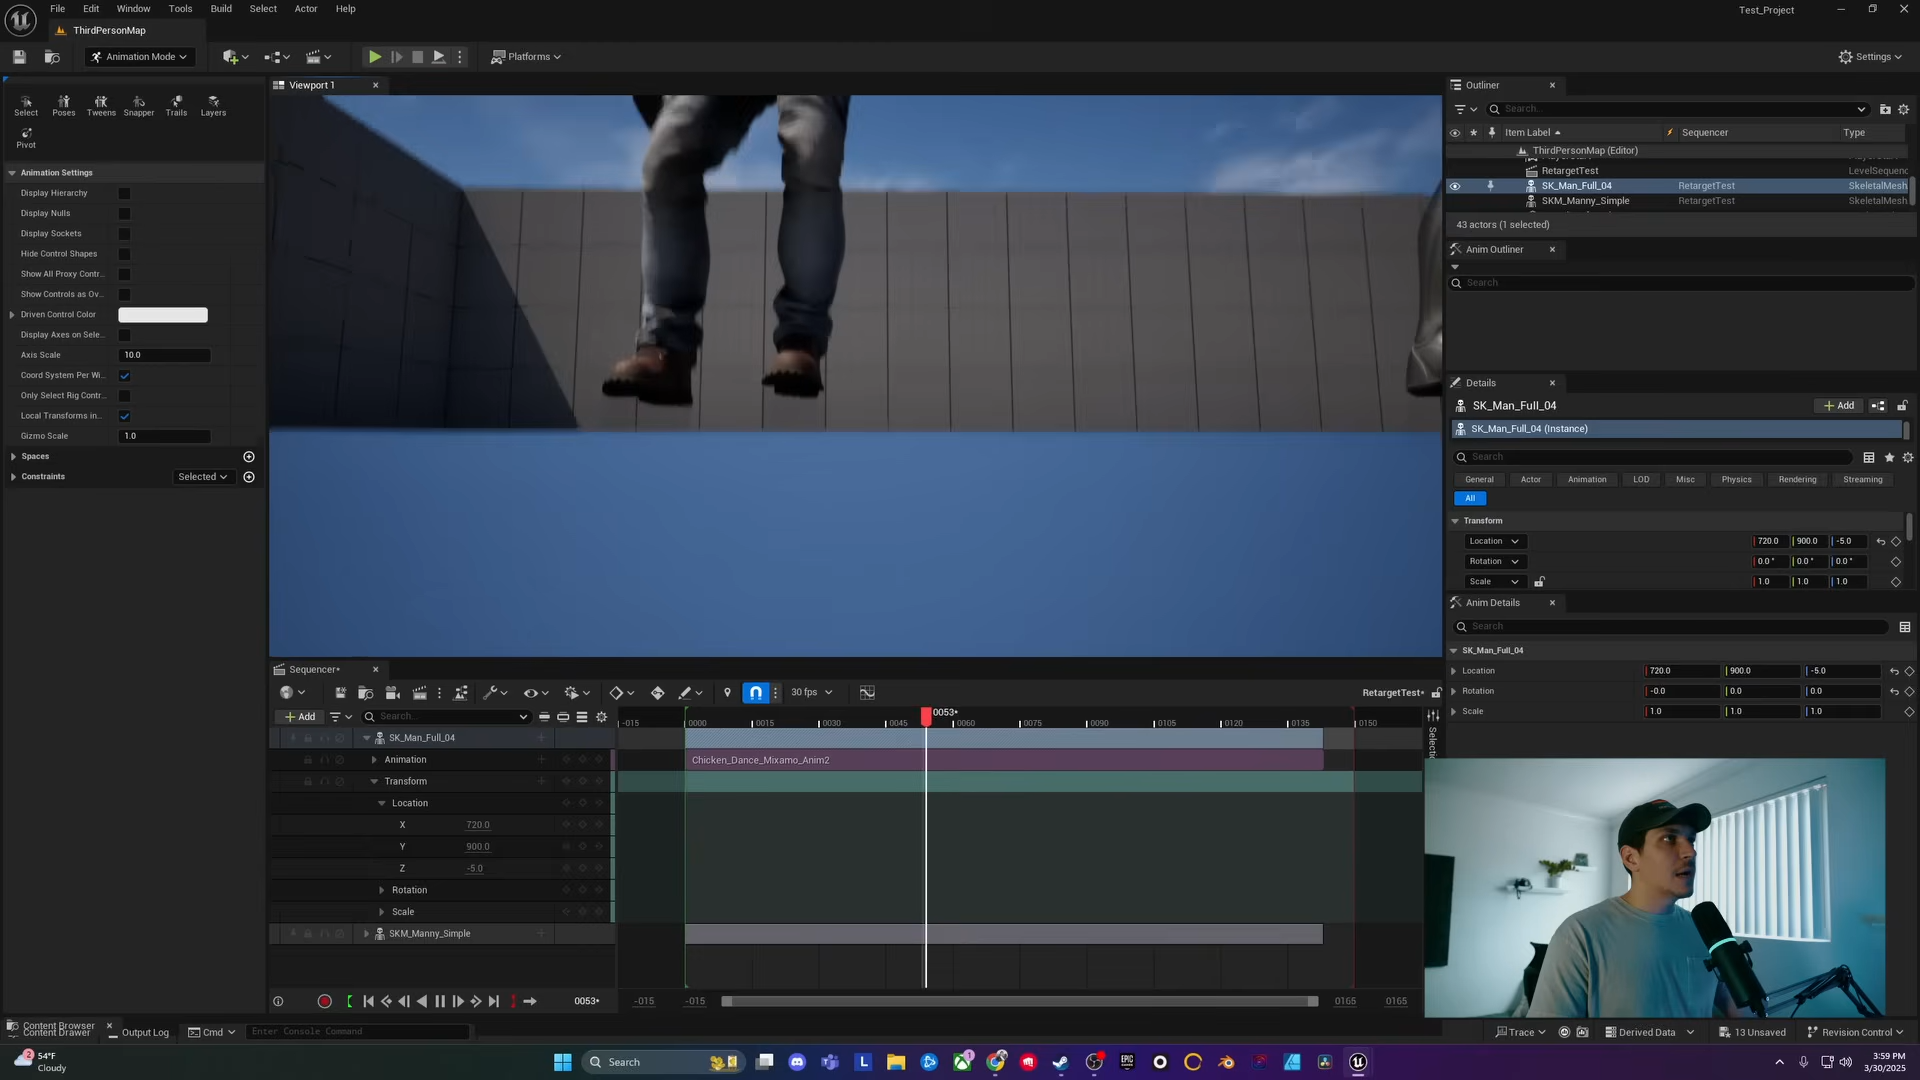 File Edit Window Tools Build Select Actor Help
Test_Project
ThirdPersonMap
Animation Mode
Platforms
Settings
Select Poses Tweens Snapper Trails Layers
Pivot
Animation Settings
Display Hierarchy
Display Nulls
Display Sockets
Hide Control Shapes
Show All Proxy Contr...
Show Controls as Ov...
Driven Control Color
Display Axes on Sele...
Axis Scale 10.0
Coord System Per Wi...
Only Select Rig Contr...
Local Transforms in...
Gizmo Scale 1.0
Spaces
Constraints Selected
Viewport 1
Outliner
Search...
Item Label Sequencer Type
ThirdPersonMap (Editor)
RetargetTest LevelSequenc
SK_Man_Full_04 RetargetTest SkeletalMesh
SKM_Manny_Simple RetargetTest SkeletalMesh
43 actors (1 selected)
Anim Outliner
Search
Details
SK_Man_Full_04 Add
SK_Man_Full_04 (Instance)
Search
General Actor Animation LOD Misc Physics Rendering Streaming
All
Transform
Location 720.0 900.0 -5.0
Rotation 0.0° 0.0° 0.0°
Scale 1.0 1.0 1.0
Anim Details
Search
SK_Man_Full_04
Location 720.0 900.0 -5.0
Rotation -0.0 0.0 0.0
Scale 1.0 1.0 1.0
Sequencer*
30 fps RetargetTest*
Add Search...
0053*
-015 0000 0015 0030 0045 0060 0075 0090 0105 0120 0135 0150
Selecti
SK_Man_Full_04
Animation Chicken_Dance_Mixamo_Anim2
Transform
Location
X 720.0
Y 900.0
Z -5.0
Rotation
Scale
SKM_Manny_Simple
0053* -015 -015 0165 0165
Content Browser
Content Drawer Output Log Cmd Enter Console Command
Trace Derived Data 13 Unsaved Revision Control
2 54°F
Cloudy
Search
L
EPIC
1
3:59 PM
3/30/2025